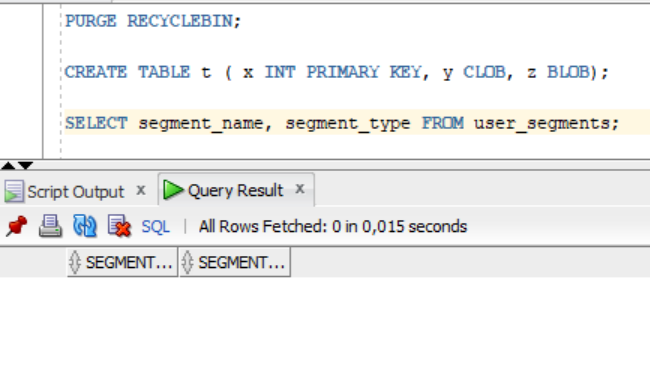 PURGE RECYCLEBIN;
CREATE TABLE t ( x INT PRIMARY KEY, y CLOB, z BLOB);
SELECT segment_name, segment_type FROM user_segments;
Script Output x Query Result x
SQL | All Rows Fetched: 0 in 0,015 seconds
SEGMENT... SEGMENT...